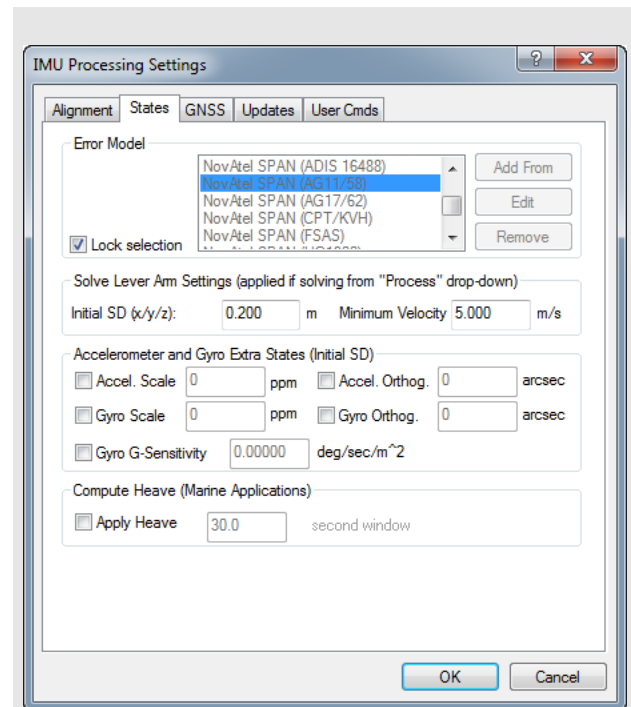 IMU Processing Settings
?
X
Alignment States GNSS Updates User Cmds
Error Model
NovAtel SPAN (ADIS 16488)
NovAtel SPAN (AG11/58)
NovAtel SPAN (AG17/62)
NovAtel SPAN (CPT/KVH)
NovAtel SPAN (FSAS)
Add From
Edit
Remove
Lock selection
Solve Lever Arm Settings (applied if solving from "Process" drop-down)
Initial SD (x/y/z): 0.200 m Minimum Velocity 5.000 m/s
Accelerometer and Gyro Extra States (Initial SD)
Accel. Scale 0 ppm Accel. Orthog. 0 arcsec
Gyro Scale 0 ppm Gyro Orthog. 0 arcsec
Gyro G-Sensitivity 0.00000 deg/sec/m^2
Compute Heave (Marine Applications)
Apply Heave 30.0 second window
OK Cancel